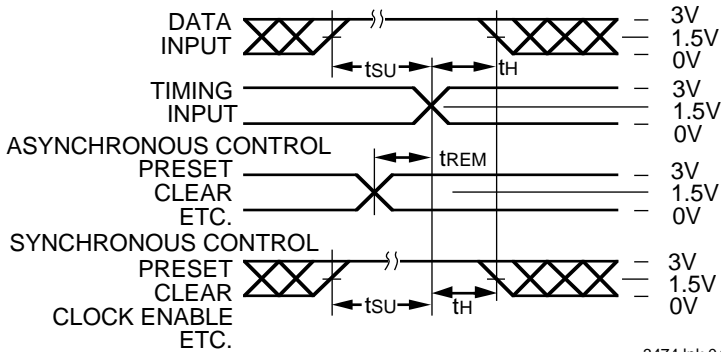 DATA
INPUT
3V
1.5V
0V
tSU
tH
TIMING
INPUT
3V
1.5V
0V
ASYNCHRONOUS CONTROL
tREM
PRESET
CLEAR
ETC.
3V
1.5V
0V
SYNCHRONOUS CONTROL
PRESET
CLEAR
CLOCK ENABLE
ETC.
3V
1.5V
0V
tSU
tH